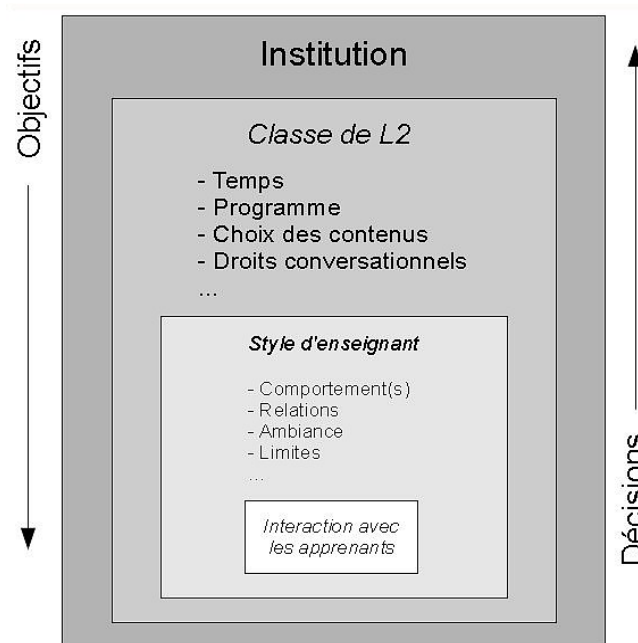 Objectifs
Institution
Classe de L2
- Temps
- Programme
- Choix des contenus
- Droits conversationnels
...
Style d'enseignant
- Comportement(s)
- Relations
- Ambiance
- Limites
...
Interaction avec
les apprenants
Décisions